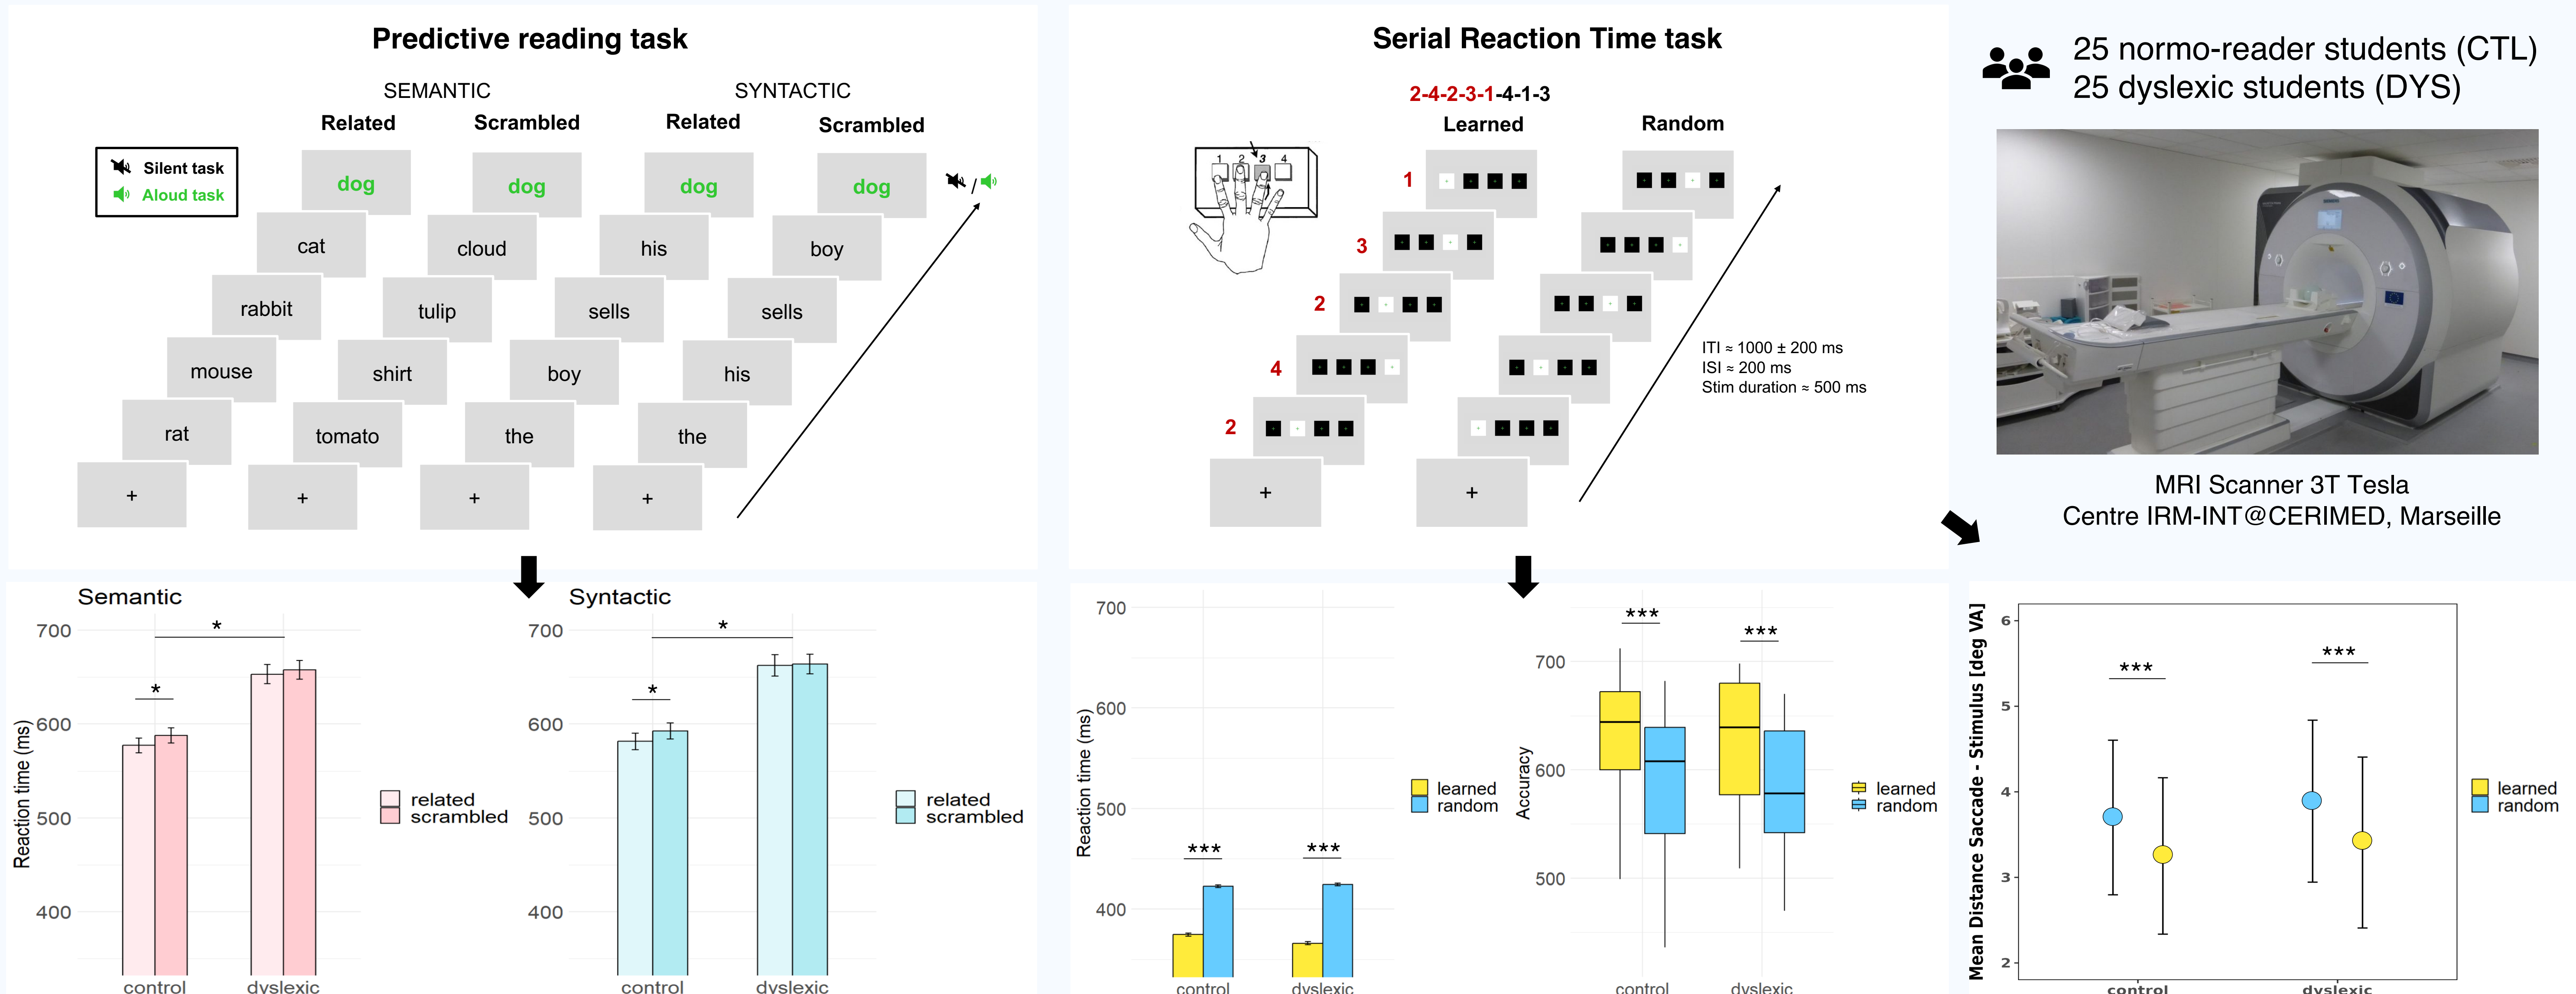 Predictive reading task
SEMANTIC
SYNTACTIC
Related
Scrambled
Related
Scrambled
Silent task
Aloud task
dog
dog
dog
dog
/
cat
cloud
his
boy
rabbit
tulip
sells
sells
mouse
shirt
boy
his
rat
tomato
the
the
+
+
+
+
Serial Reaction Time task
2-4-2-3-1-4-1-3
Learned
Random
1 2 3 4
1
3
2
4
2
+
+
ITI ≈ 1000 ± 200 ms
ISI ≈ 200 ms
Stim duration ≈ 500 ms
25 normo-reader students (CTL)
25 dyslexic students (DYS)
MRI Scanner 3T Tesla
Centre IRM-INT@CERIMED, Marseille
Semantic
Reaction time (ms)
700
600
500
400
*
*
control
dyslexic
related
scrambled
Syntactic
700
600
500
400
*
*
control
dyslexic
related
scrambled
Reaction time (ms)
700
600
500
400
***
***
control
dyslexic
learned
random
Accuracy
700
600
500
***
***
control
dyslexic
learned
random
Mean Distance Saccade - Stimulus [deg VA]
6
5
4
3
2
***
***
control
dyslexic
learned
random